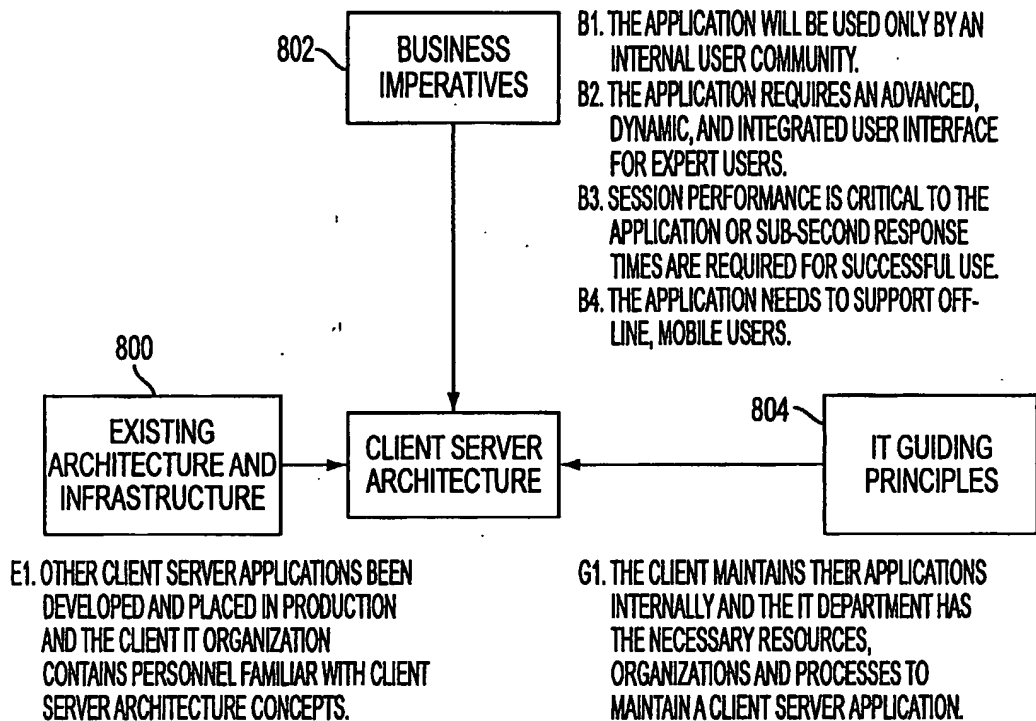 802
BUSINESS
IMPERATIVES
B1. THE APPLICATION WILL BE USED ONLY BY AN
INTERNAL USER COMMUNITY.
B2. THE APPLICATION REQUIRES AN ADVANCED,
DYNAMIC, AND INTEGRATED USER INTERFACE
FOR EXPERT USERS.
B3. SESSION PERFORMANCE IS CRITICAL TO THE
APPLICATION OR SUB-SECOND RESPONSE
TIMES ARE REQUIRED FOR SUCCESSFUL USE.
B4. THE APPLICATION NEEDS TO SUPPORT OFF-
LINE, MOBILE USERS.
800
EXISTING
ARCHITECTURE AND
INFRASTRUCTURE
CLIENT SERVER
ARCHITECTURE
804
IT GUIDING
PRINCIPLES
E1. OTHER CLIENT SERVER APPLICATIONS BEEN
DEVELOPED AND PLACED IN PRODUCTION
AND THE CLIENT IT ORGANIZATION
CONTAINS PERSONNEL FAMILIAR WITH CLIENT
SERVER ARCHITECTURE CONCEPTS.
G1. THE CLIENT MAINTAINS THEIR APPLICATIONS
INTERNALLY AND THE IT DEPARTMENT HAS
THE NECESSARY RESOURCES,
ORGANIZATIONS AND PROCESSES TO
MAINTAIN A CLIENT SERVER APPLICATION.